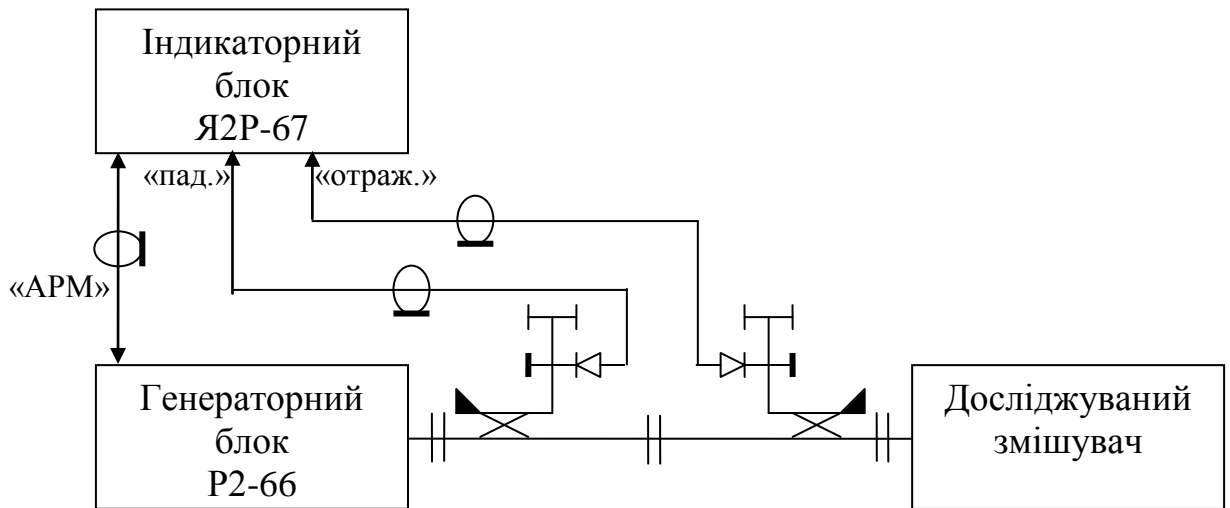 Індикаторний
блок
Я2Р-67
«пад.»
«отраж.»
«АРМ»
Генераторний
блок
Р2-66
Досліджуваний
змішувач